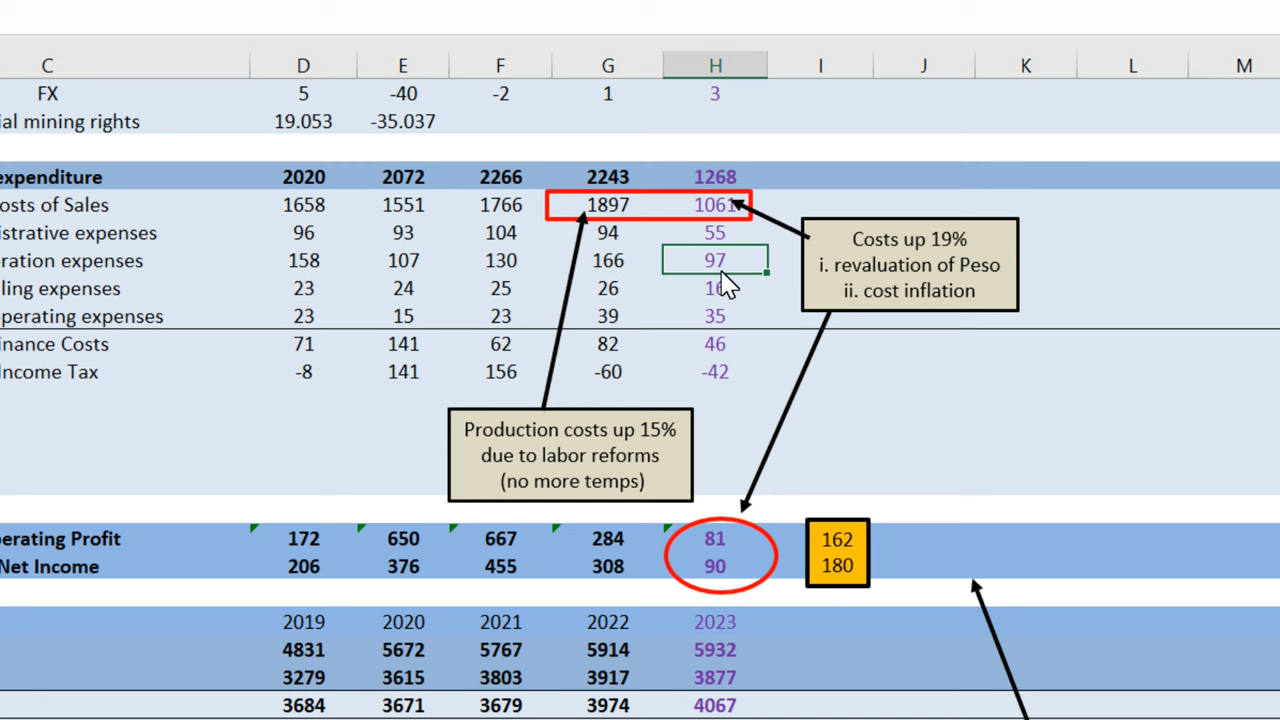 C D E F G H I J K L M
FX 5 -40 -2 1 3
ial mining rights 19.053 -35.037
expenditure 2020 2072 2266 2243 1268
osts of Sales 1658 1551 1766 1897 1061
istrative expenses 96 93 104 94 55
oration expenses 158 107 130 166 97
ling expenses 23 24 25 26
perating expenses 23 15 23 39 35
inance Costs 71 141 62 82 46
Income Tax -8 141 156 -60 -42
Costs up 19%
i. revaluation of Peso
ii. cost inflation
Production costs up 15%
due to labor reforms
(no more temps)
erating Profit 172 650 667 284 81 162
Net Income 206 376 455 308 90 180
2019 2020 2021 2022 2023
4831 5672 5767 5914 5932
3279 3615 3803 3917 3877
3684 3671 3679 3974 4067